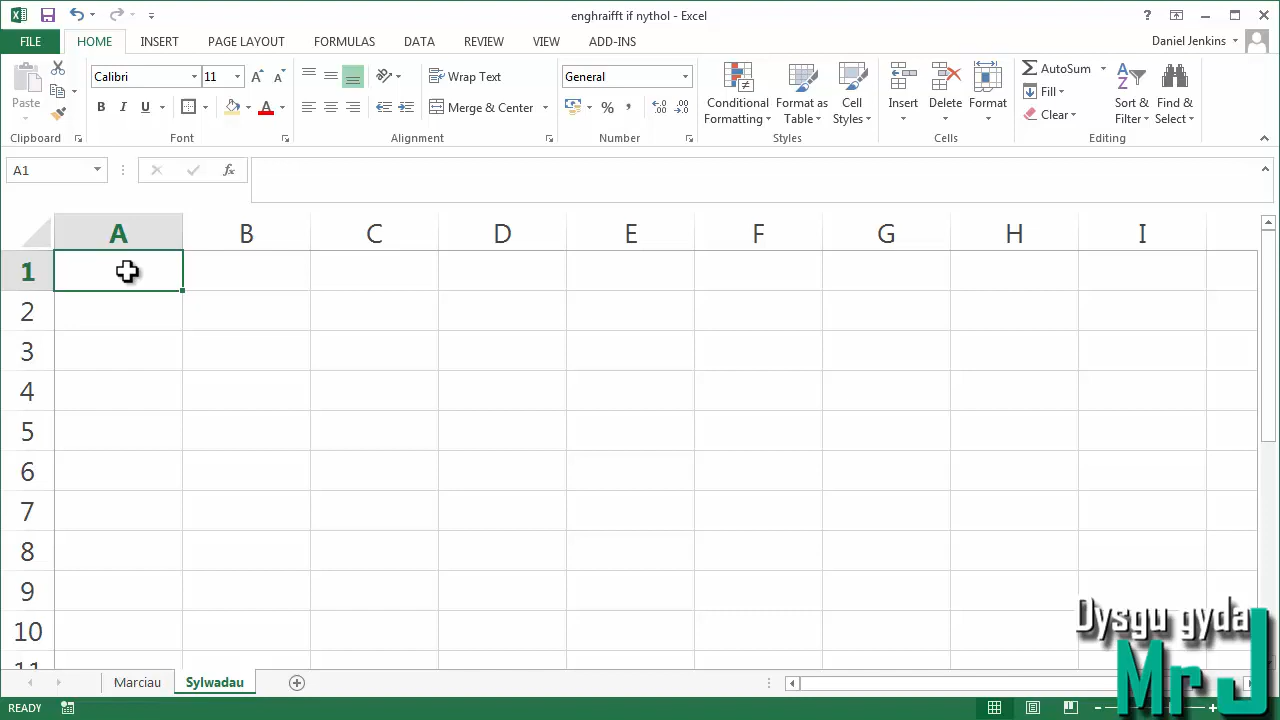 enghraifft if nythol - Excel
FILE HOME INSERT PAGE LAYOUT FORMULAS DATA REVIEW VIEW ADD-INS Daniel Jenkins
Paste
Clipboard
Calibri 11
B I U A
Font
Wrap Text
Merge & Center
Alignment
General
% ,
Number
Conditional Formatting
Format as Table
Cell Styles
Styles
Insert
Delete
Format
Cells
AutoSum
Fill
Clear
Sort & Filter
Find & Select
Editing
A1 fx
A B C D E F G H I
1
2
3
4
5
6
7
8
9
10
11
Dysgu gyda
Mr J
Marciau Sylwadau
READY